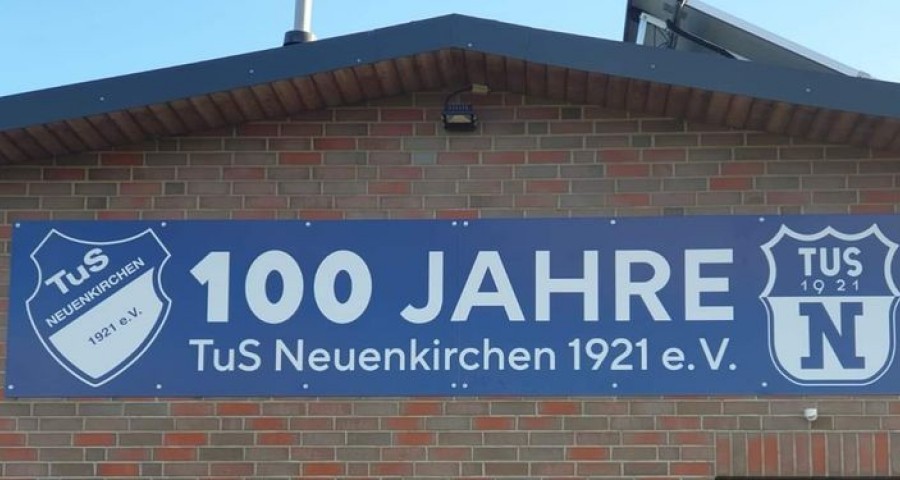 TuS
NEUENKIRCHEN
1921 e.V.
100 JAHRE
TuS Neuenkirchen 1921 e.V.
TUS
1921
N